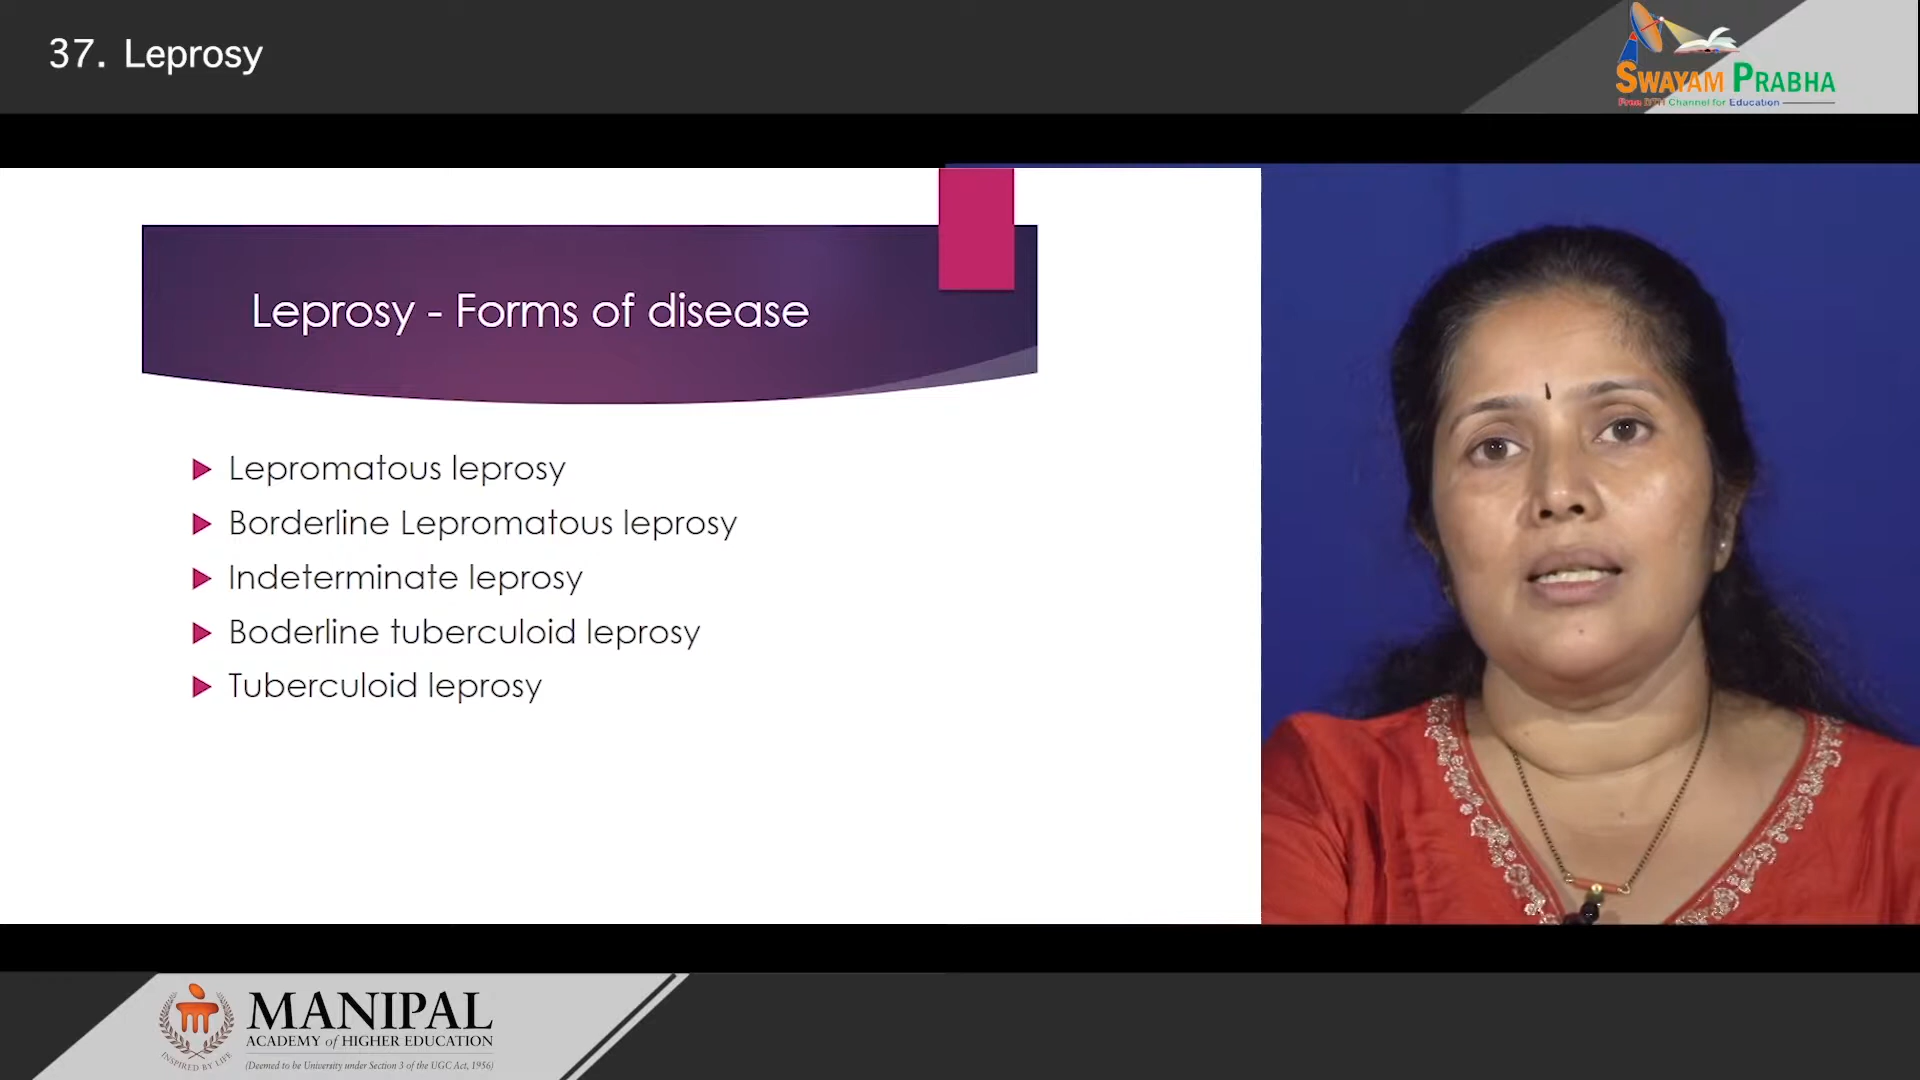 37. Leprosy
SWAYAM PRABHA
Free DTH Channel for Education
Leprosy - Forms of disease
Lepromatous leprosy
Borderline Lepromatous leprosy
Indeterminate leprosy
Boderline tuberculoid leprosy
Tuberculoid leprosy
MANIPAL
ACADEMY of HIGHER EDUCATION
(Deemed to be University under Section 3 of the UGC Act, 1956)
INSPIRED BY LIFE